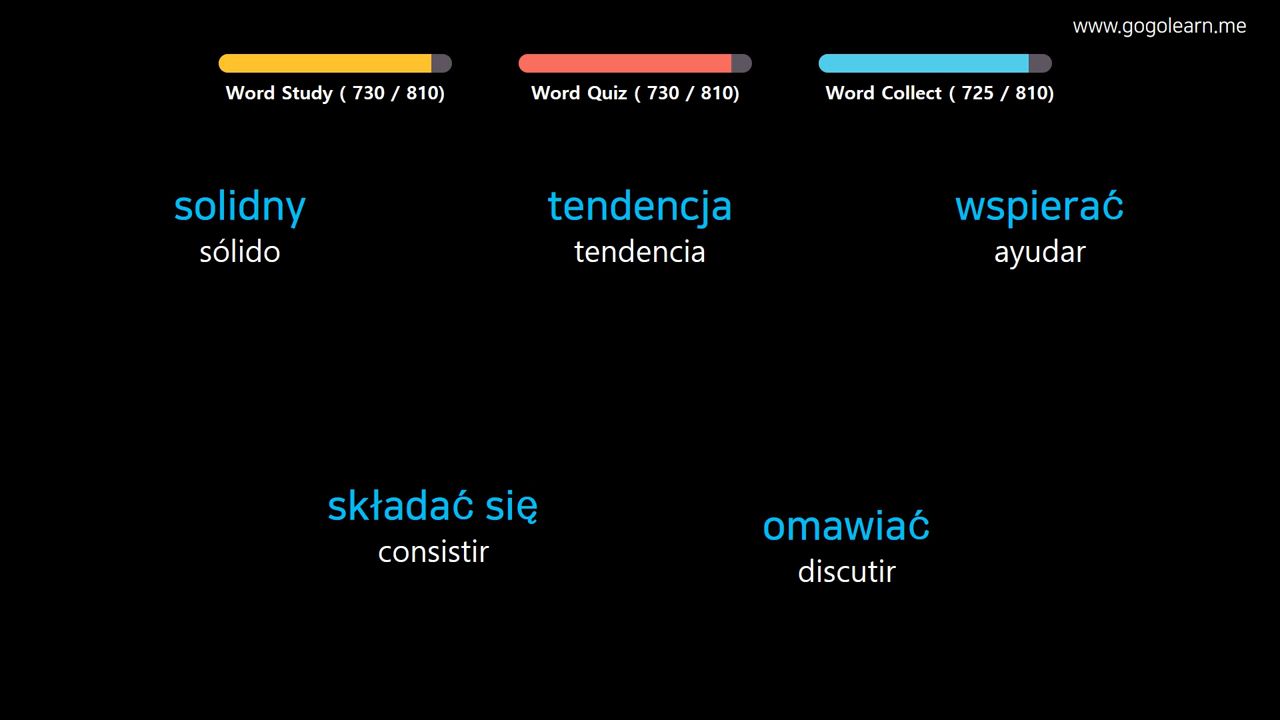 www.gogolearn.me
Word Study ( 730 / 810)
Word Quiz ( 730 / 810)
Word Collect ( 725 / 810)
solidny
sólido
tendencja
tendencia
wspierać
ayudar
składać się
consistir
omawiać
discutir